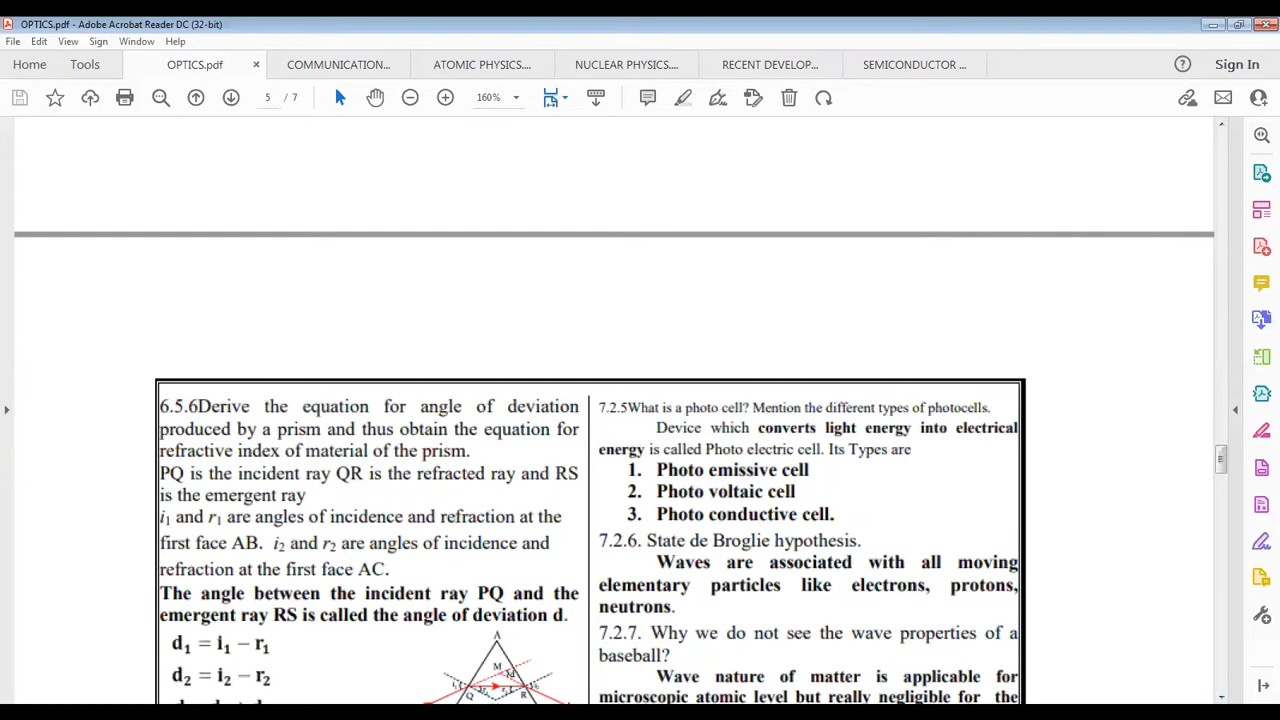 OPTICS.pdf - Adobe Acrobat Reader DC (32-bit)
File Edit View Sign Window Help
Home Tools OPTICS.pdf × COMMUNICATION... ATOMIC PHYSICS.... NUCLEAR PHYSICS.... RECENT DEVELOP... SEMICONDUCTOR ... ? Sign In
5 / 7 160%
6.5.6Derive the equation for angle of deviation
produced by a prism and thus obtain the equation for
refractive index of material of the prism.
PQ is the incident ray QR is the refracted ray and RS
is the emergent ray
i₁ and r₁ are angles of incidence and refraction at the
first face AB. i₂ and r₂ are angles of incidence and
refraction at the first face AC.
The angle between the incident ray PQ and the
emergent ray RS is called the angle of deviation d.
d₁ = i₁ − r₁
d₂ = i₂ − r₂
A
M
d
Q
R
7.2.5What is a photo cell? Mention the different types of photocells.
Device which converts light energy into electrical
energy is called Photo electric cell. Its Types are
1. Photo emissive cell
2. Photo voltaic cell
3. Photo conductive cell.
7.2.6. State de Broglie hypothesis.
Waves are associated with all moving
elementary particles like electrons, protons,
neutrons.
7.2.7. Why we do not see the wave properties of a
baseball?
Wave nature of matter is applicable for
microscopic atomic level but really negligible for the